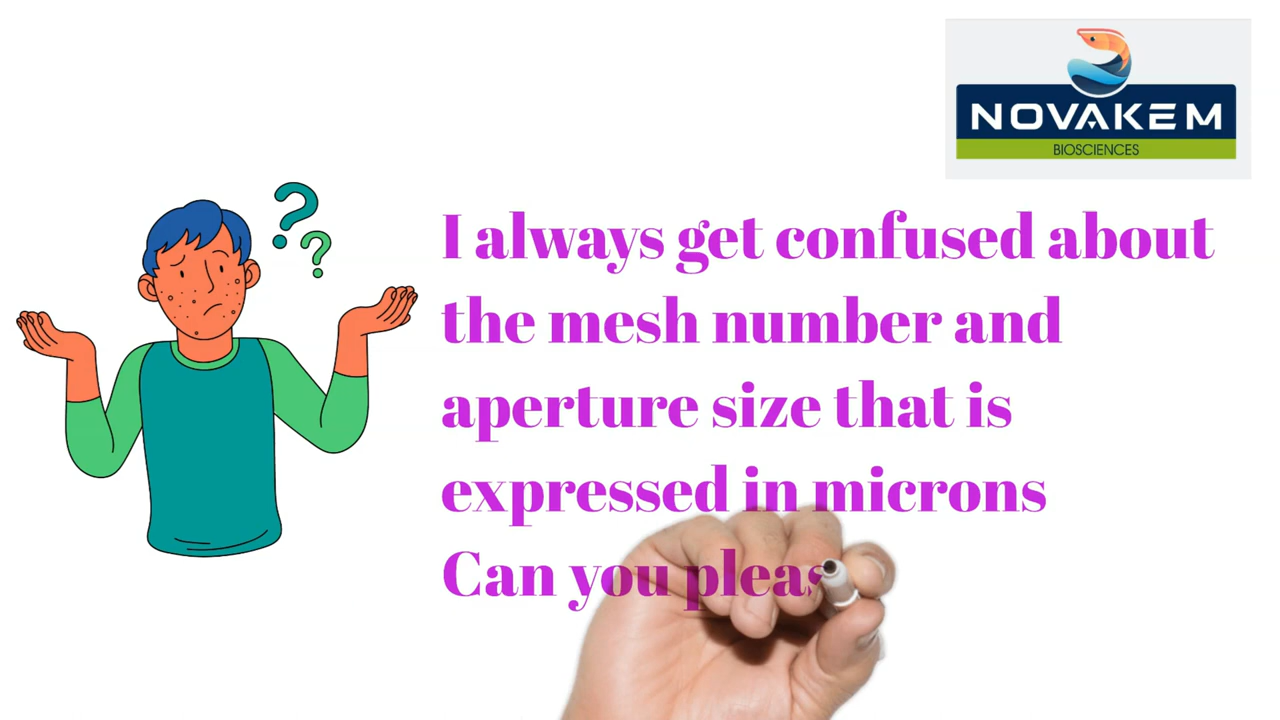 NOVAKEM
BIOSCIENCES
I always get confused about
the mesh number and
aperture size that is
expressed in microns
Can you pleas